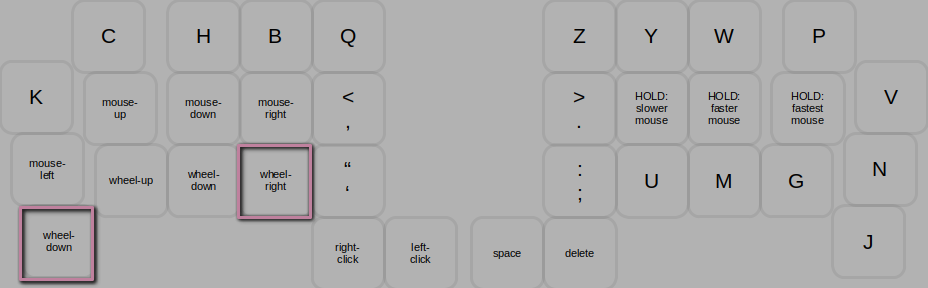 C H B Q Z Y W P
K mouse-
up mouse-
down mouse-
right <
, >
. HOLD:
slower
mouse HOLD:
faster
mouse HOLD:
fastest
mouse V
mouse-
left wheel-up wheel-
down wheel-
right “
‘ :
; U M G N
wheel-
down right-
click left-
click space delete J